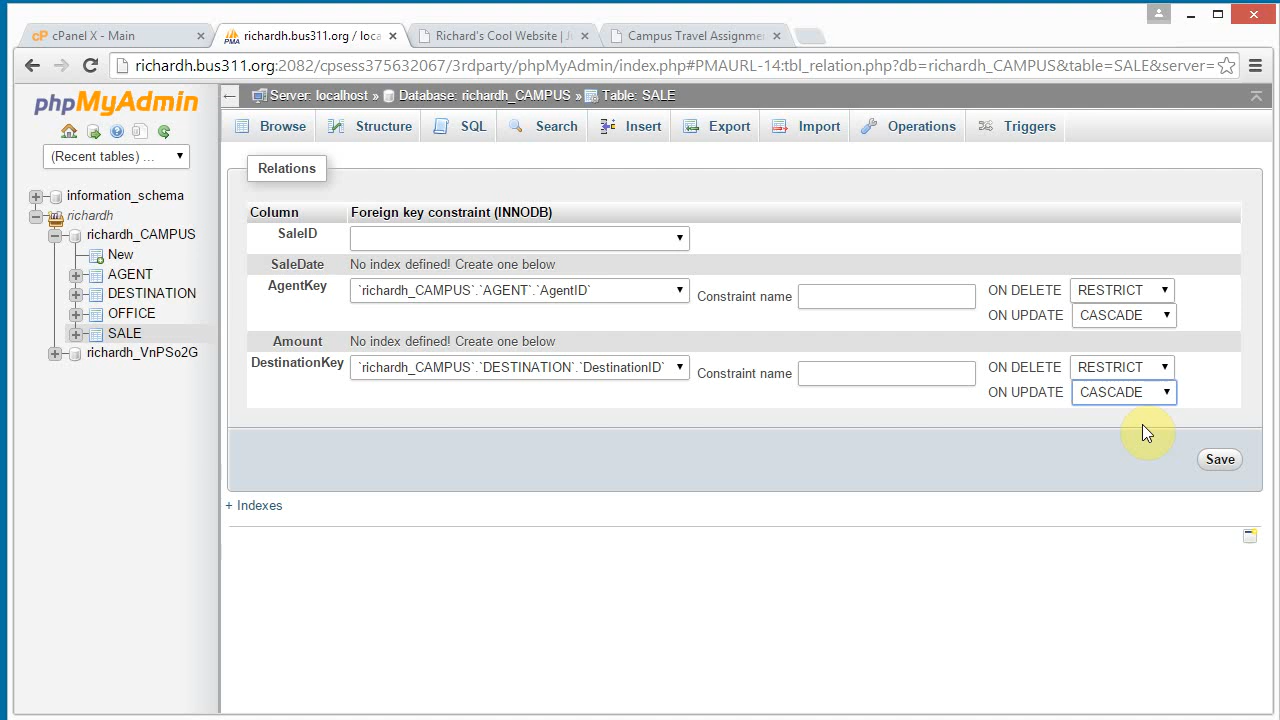 cP cPanel X - Main
PMA richardh.bus311.org / loca
Richard's Cool Website | J
Campus Travel Assignme
richardh.bus311.org:2082/cpsess375632067/3rdparty/phpMyAdmin/index.php#PMAURL-14:tbl_relation.php?db=richardh_CAMPUS&table=SALE&server=
phpMyAdmin
Server: localhost » Database: richardh_CAMPUS » Table: SALE
Browse Structure SQL Search Insert Export Import Operations Triggers
(Recent tables) ...
information_schema
richardh
richardh_CAMPUS
New
AGENT
DESTINATION
OFFICE
SALE
richardh_VnPSo2G
Relations
Column Foreign key constraint (INNODB)
SaleID
SaleDate No index defined! Create one below
AgentKey `richardh_CAMPUS`.`AGENT`.`AgentID` Constraint name ON DELETE RESTRICT
ON UPDATE CASCADE
Amount No index defined! Create one below
DestinationKey `richardh_CAMPUS`.`DESTINATION`.`DestinationID` Constraint name ON DELETE RESTRICT
ON UPDATE CASCADE
Save
+ Indexes